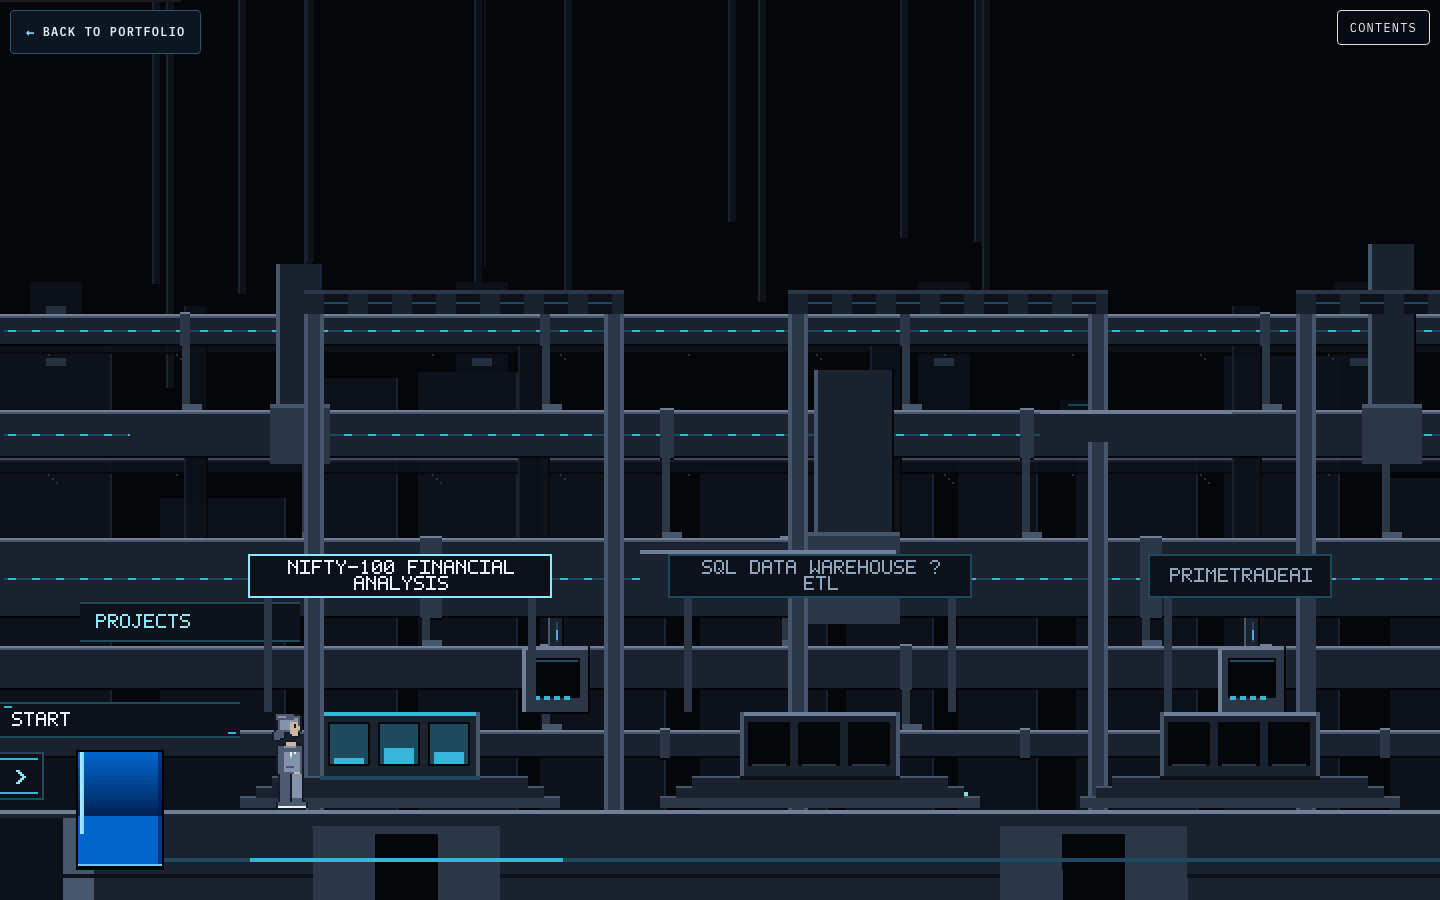 ← BACK TO PORTFOLIO
CONTENTS
NIFTY-100 FINANCIAL
ANALYSIS
SQL DATA WAREHOUSE ?
ETL
PRIMETRADEAI
PROJECTS
START